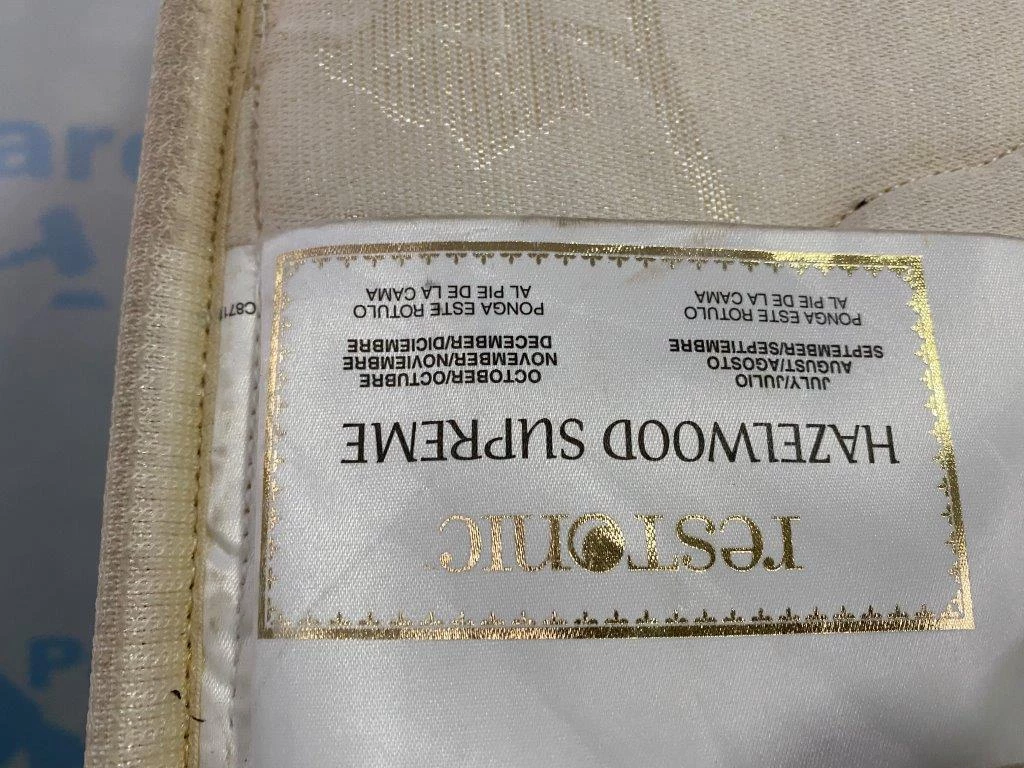 restonic
HAZELWOOD SUPREME
JULY/JULIO
AUGUST/AGOSTO
SEPTEMBER/SEPTIEMBRE
PONGA ESTE ROTULO
AL PIE DE LA CAMA
OCTOBER/OCTUBRE
NOVEMBER/NOVIEMBRE
DECEMBER/DICIEMBRE
PONGA ESTE ROTULO
AL PIE DE LA CAMA